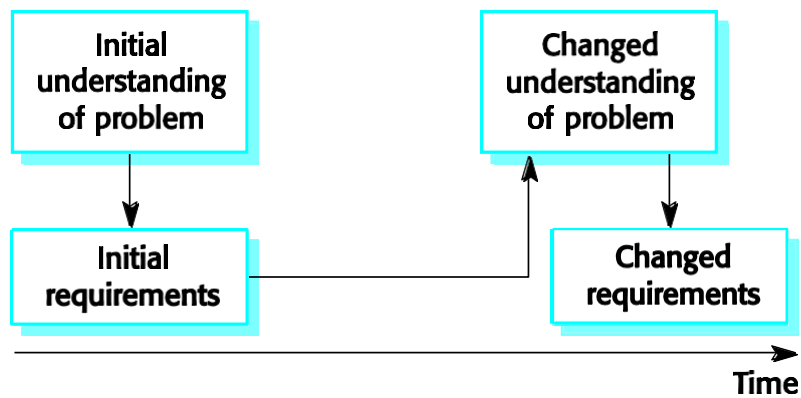 Initial
understanding
of problem
Changed
understanding
of problem
Initial
requirements
Changed
requirements
Time